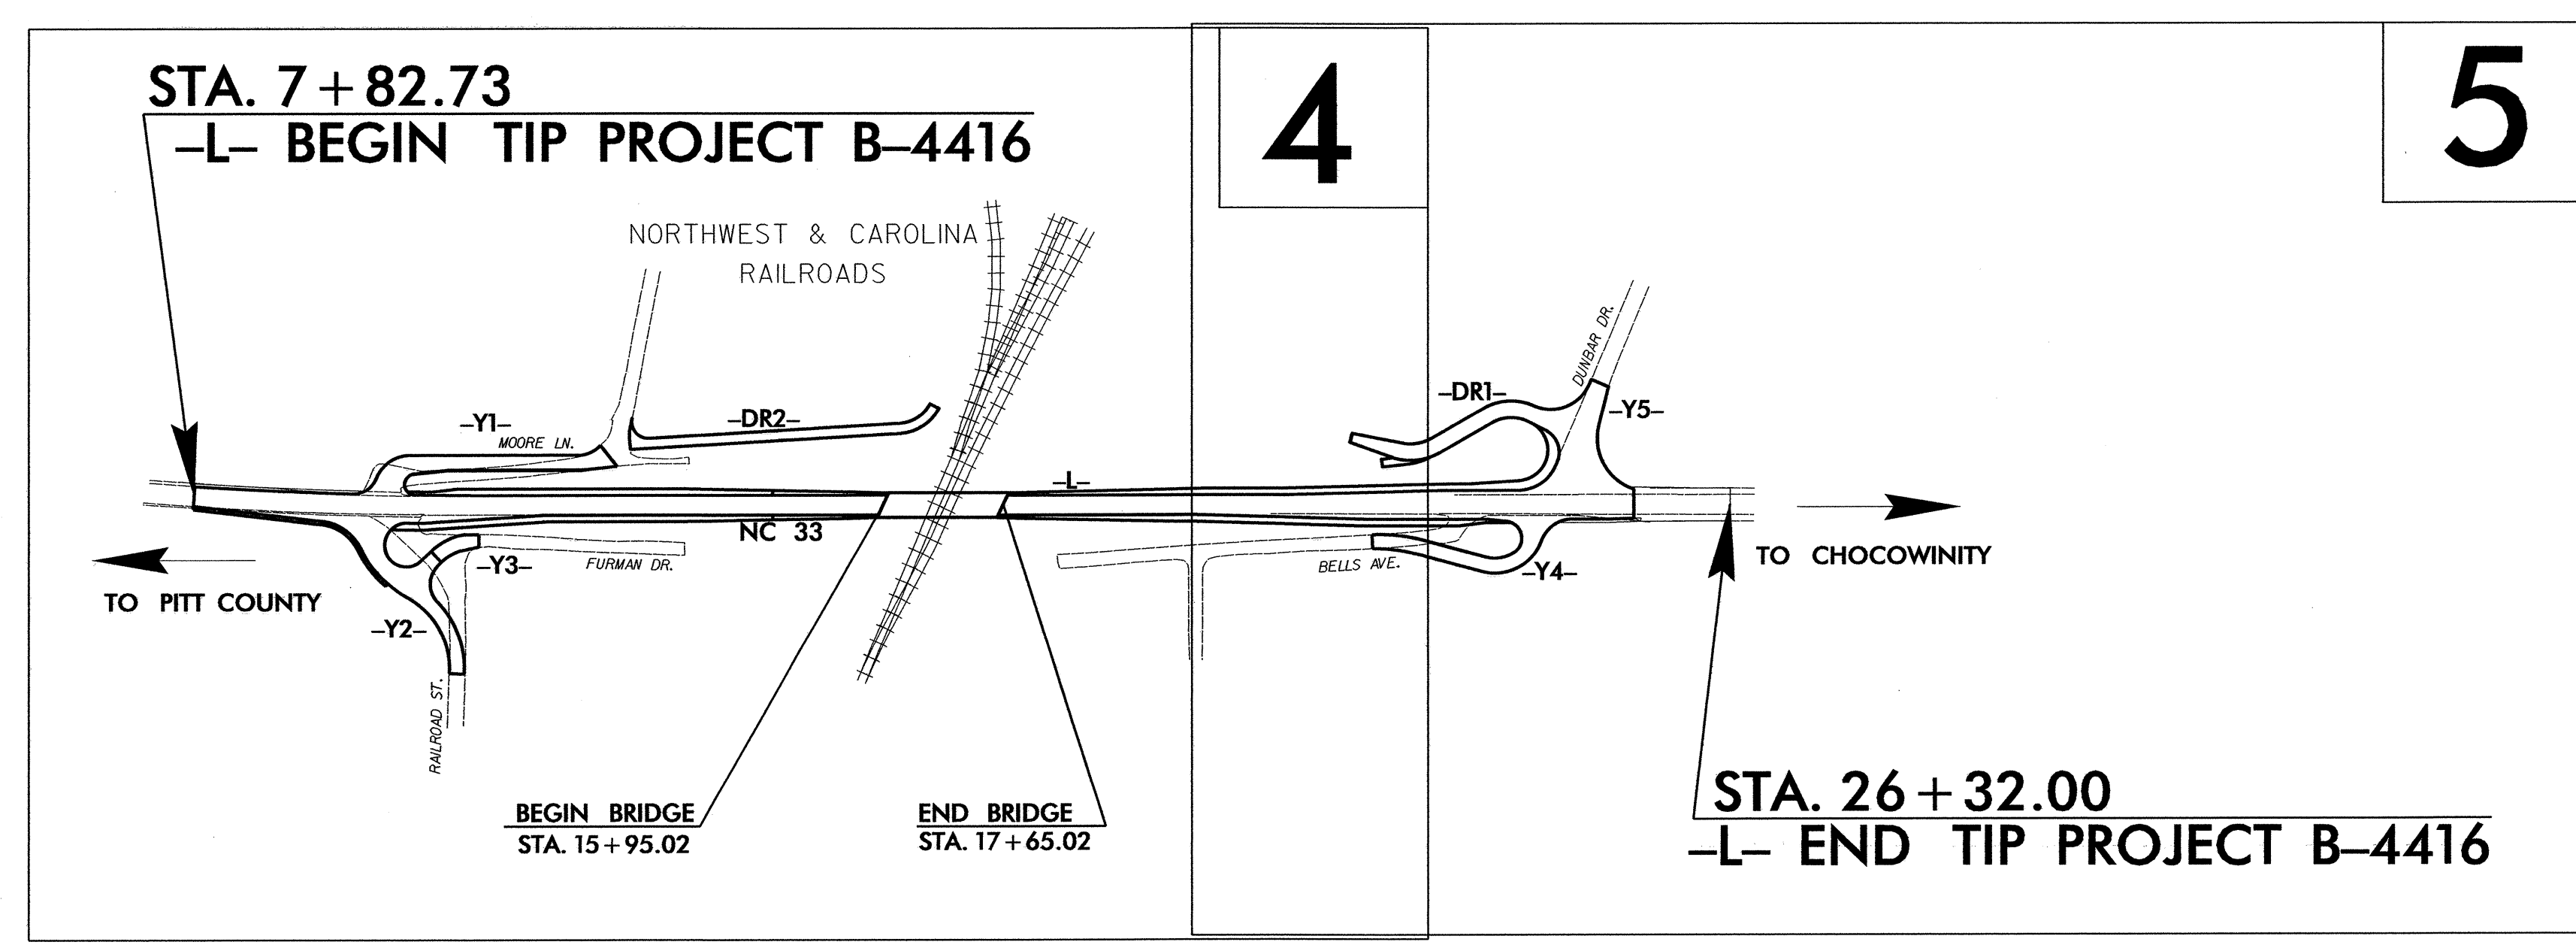 STA. 7+82.73
-L- BEGIN TIP PROJECT B-4416
4
5
NORTHWEST & CAROLINA
RAILROADS
DUNBAR DR.
-DR1-
-Y5-
-Y1-
-DR2-
MOORE LN.
-L-
NC 33
TO CHOCOWINITY
-Y3-
FURMAN DR.
BELLS AVE.
-Y4-
TO PITT COUNTY
-Y2-
RAILROAD ST.
BEGIN BRIDGE
STA. 15+95.02
END BRIDGE
STA. 17+65.02
STA. 26+32.00
-L- END TIP PROJECT B-4416